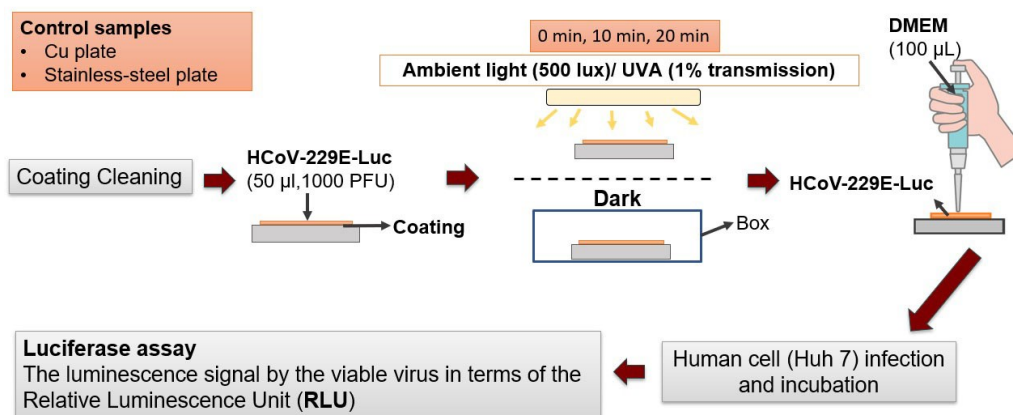 Control samples
• Cu plate
• Stainless-steel plate
0 min, 10 min, 20 min
Ambient light (500 lux)/ UVA (1% transmission)
DMEM
(100 µL)
Coating Cleaning
HCoV-229E-Luc
(50 µl,1000 PFU)
Coating
Dark
Box
HCoV-229E-Luc
Human cell (Huh 7) infection
and incubation
Luciferase assay
The luminescence signal by the viable virus in terms of the
Relative Luminescence Unit (RLU)